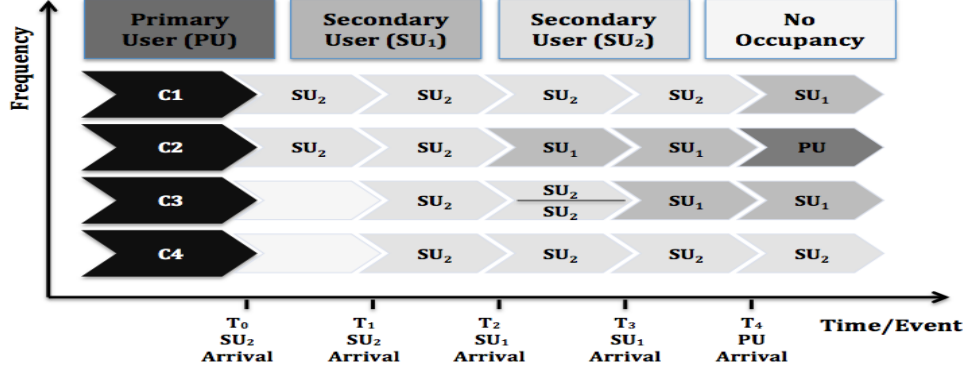 Primary
User (PU)
Secondary
User (SU₁)
Secondary
User (SU₂)
No
Occupancy
Frequency
C1 SU₂ SU₂ SU₂ SU₂ SU₁
C2 SU₂ SU₂ SU₁ SU₁ PU
C3 SU₂ SU₂ SU₁ SU₁
SU₂
C4 SU₂ SU₂ SU₂ SU₂
T₀
SU₂
Arrival
T₁
SU₂
Arrival
T₂
SU₁
Arrival
T₃
SU₁
Arrival
T₄
PU
Arrival
Time/Event